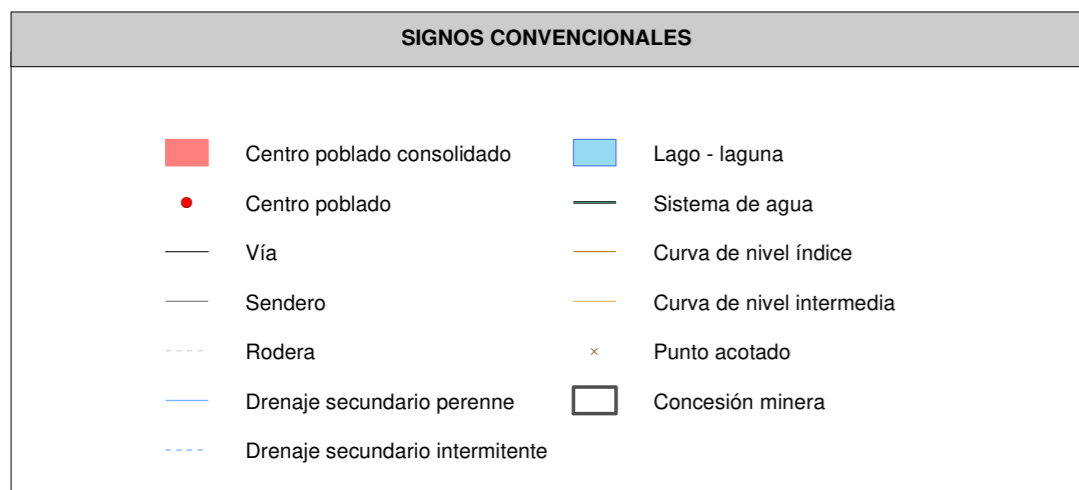 SIGNOS CONVENCIONALES
Centro poblado consolidado
Centro poblado
Vía
Sendero
Rodera
Drenaje secundario perenne
Drenaje secundario intermitente
Lago - laguna
Sistema de agua
Curva de nivel índice
Curva de nivel intermedia
Punto acotado
Concesión minera